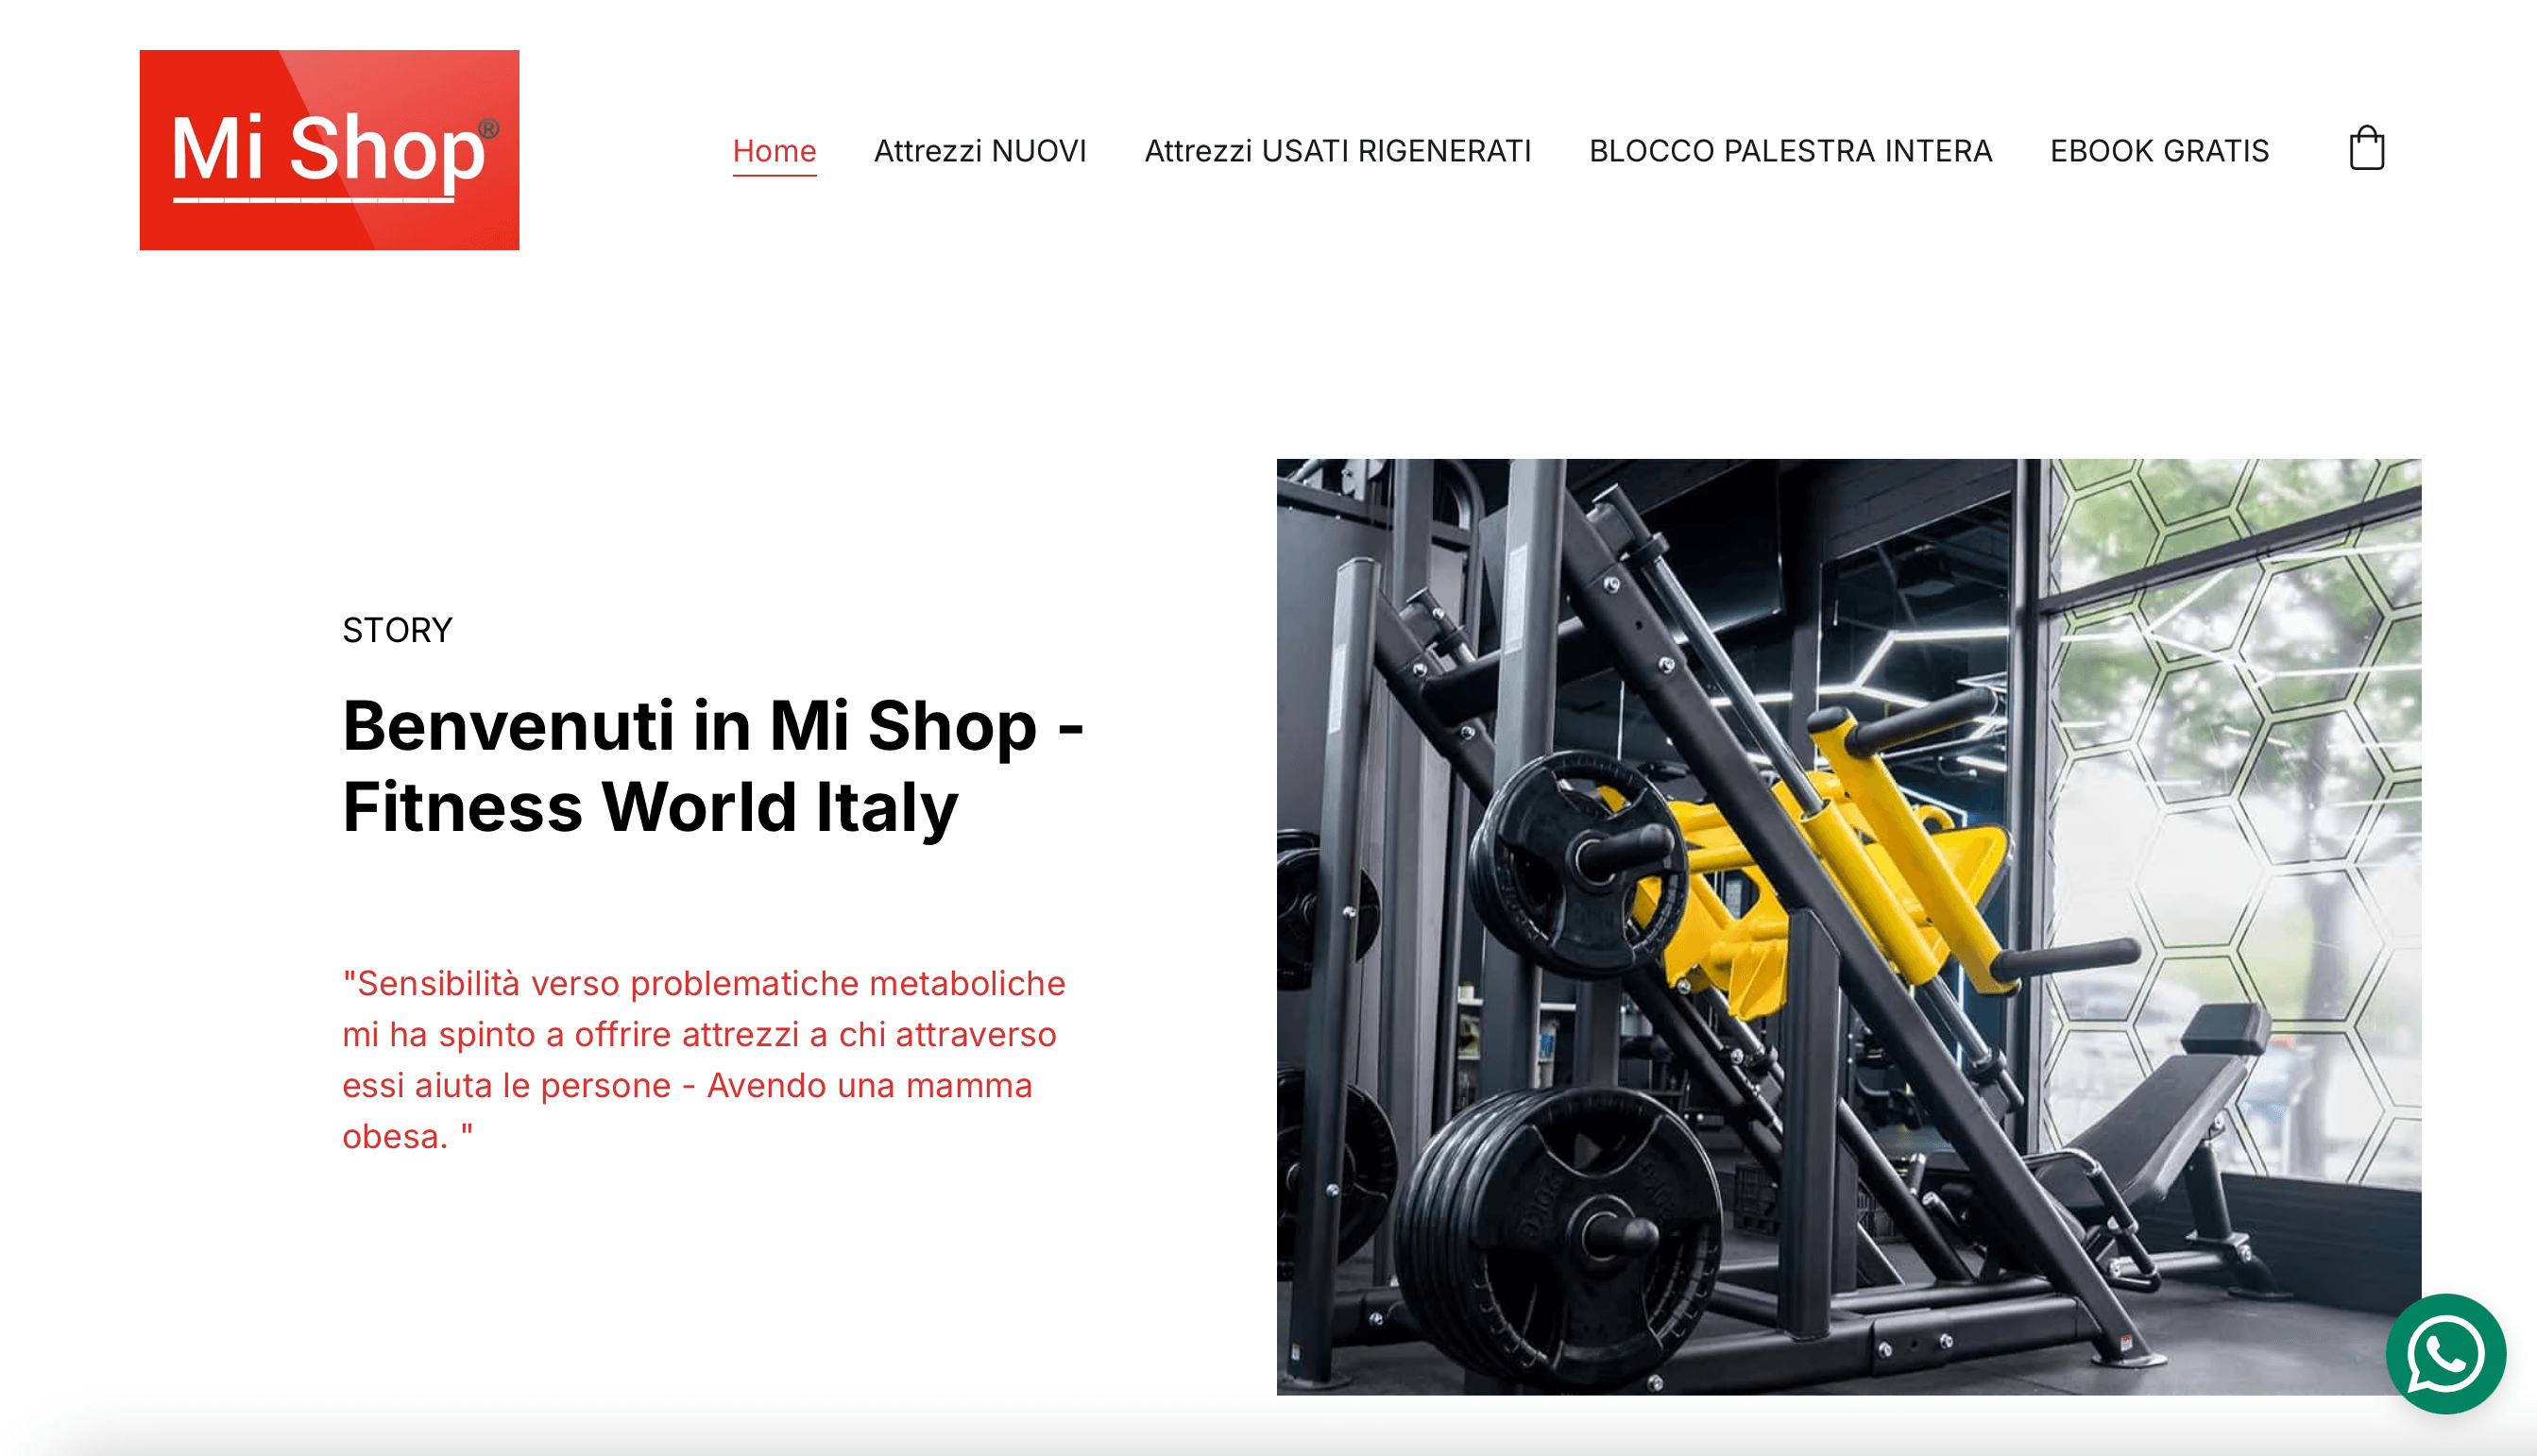 Mi Shop®
Home
Attrezzi NUOVI
Attrezzi USATI RIGENERATI
BLOCCO PALESTRA INTERA
EBOOK GRATIS
STORY
Benvenuti in Mi Shop -
Fitness World Italy
"Sensibilità verso problematiche metaboliche
mi ha spinto a offrire attrezzi a chi attraverso
essi aiuta le persone - Avendo una mamma
obesa. "